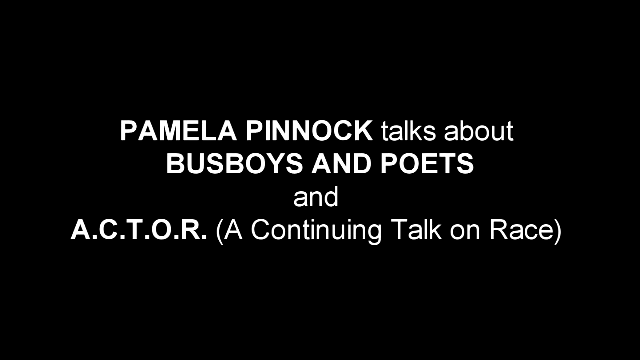 PAMELA PINNOCK talks about
BUSBOYS AND POETS
and
A.C.T.O.R. (A Continuing Talk on Race)